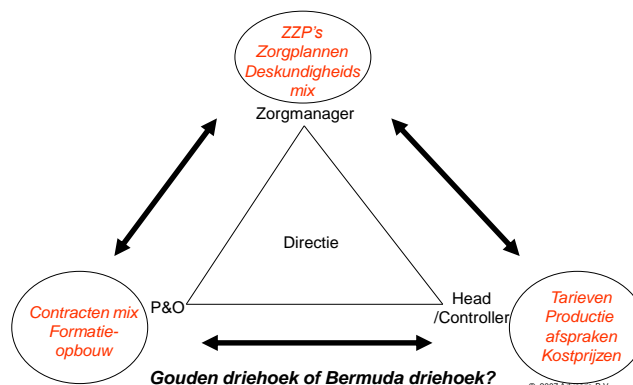 ZZP's
Zorgplannen
Deskundigheids
mix
Zorgmanager
Directie
Contracten mix
Formatie-
opbouw
P&O
Head
/Controller
Tarieven
Productie
afspraken
Kostprijzen
Gouden driehoek of Bermuda driehoek?